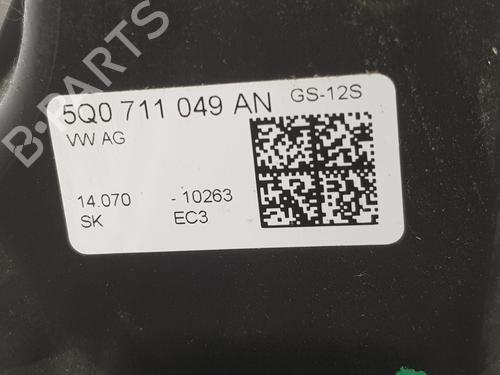 5Q0 711 049 AN GS-12S
VW AG
14.070 - 10263
SK EC3
B-PARTS